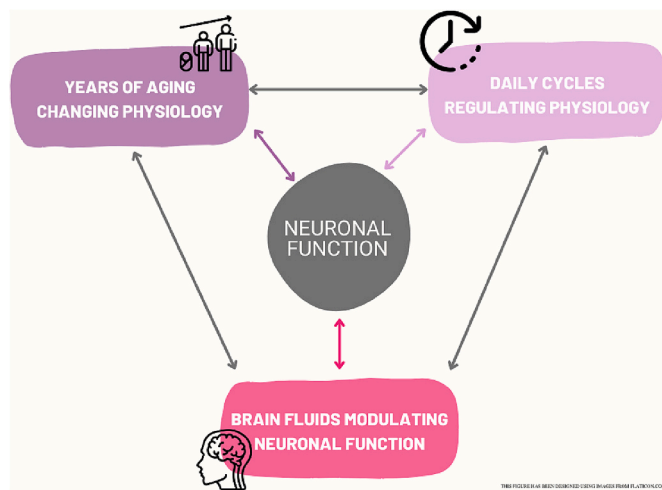 YEARS OF AGING
CHANGING PHYSIOLOGY
DAILY CYCLES
REGULATING PHYSIOLOGY
NEURONAL
FUNCTION
BRAIN FLUIDS MODULATING
NEURONAL FUNCTION
THIS FIGURE HAS BEEN DESIGNED USING IMAGES FROM FLATICON.CO